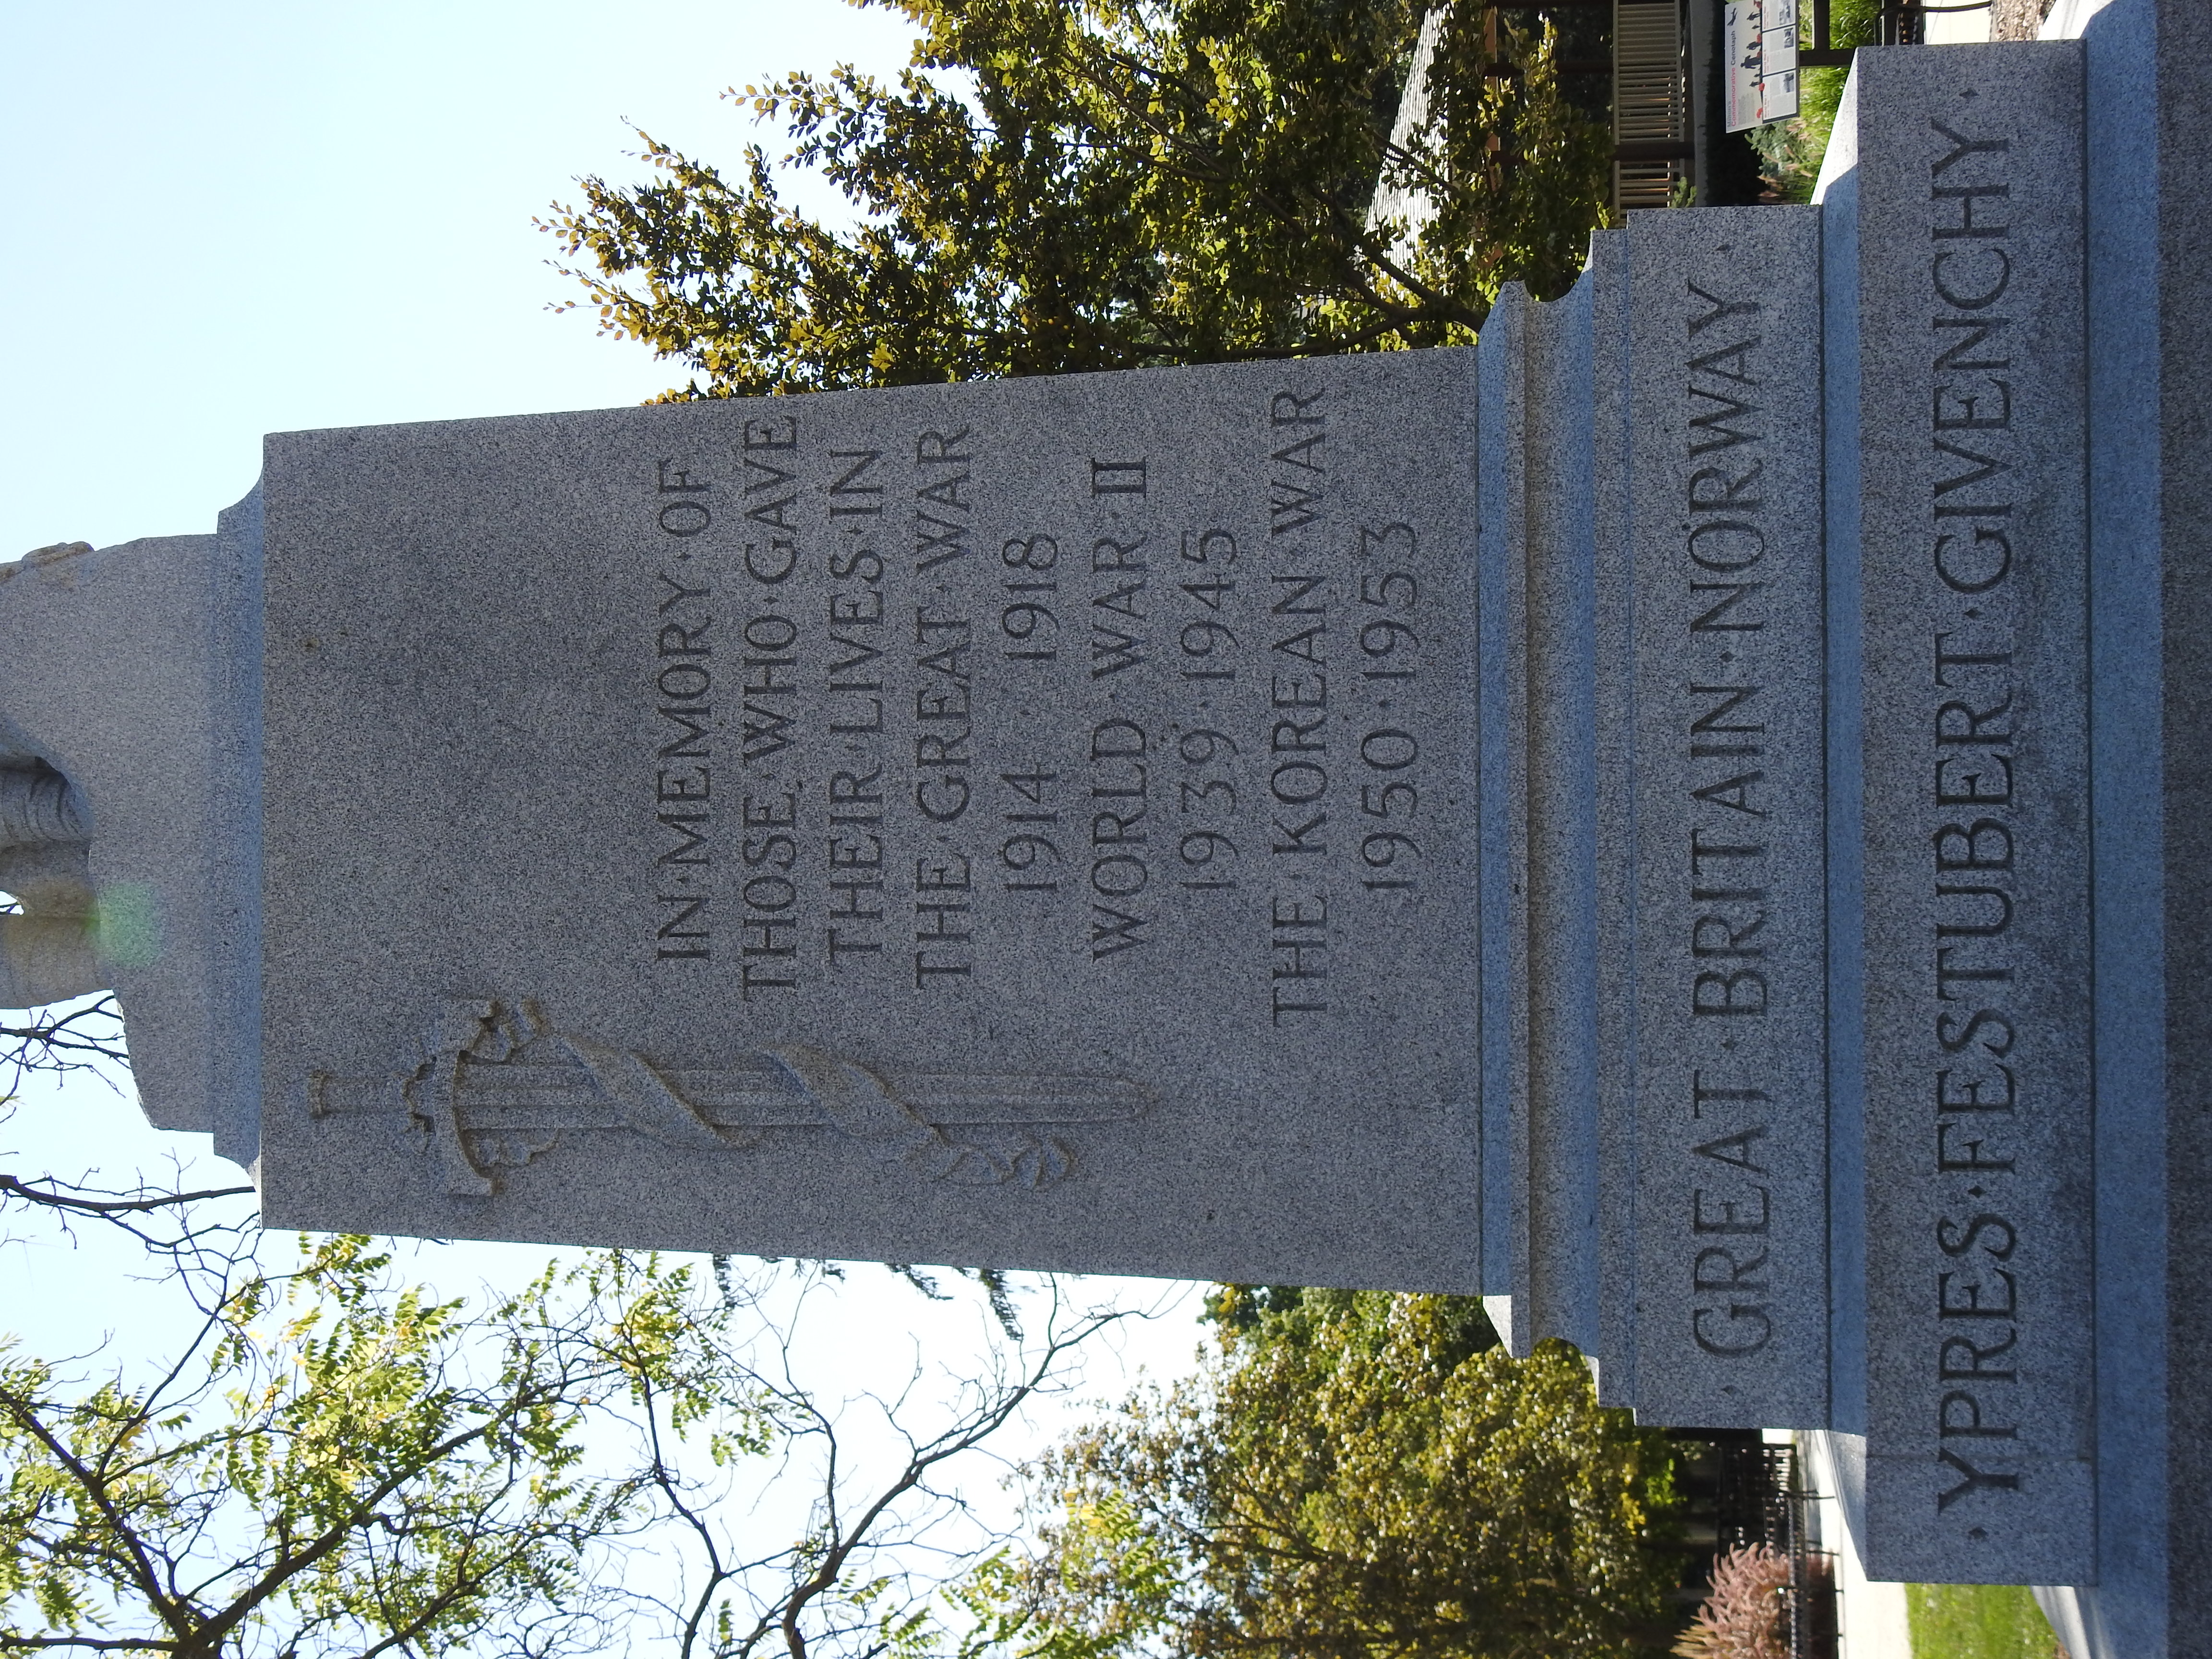 IN·MEMORY·OF
THOSE·WHO·GAVE
THEIR·LIVES·IN
THE·GREAT·WAR
1914 · 1918
WORLD·WAR·II
1939·1945
THE·KOREAN·WAR
1950·1953
·GREAT·BRITAIN·NORWAY·
·YPRES·FESTUBERT·GIVENCHY·